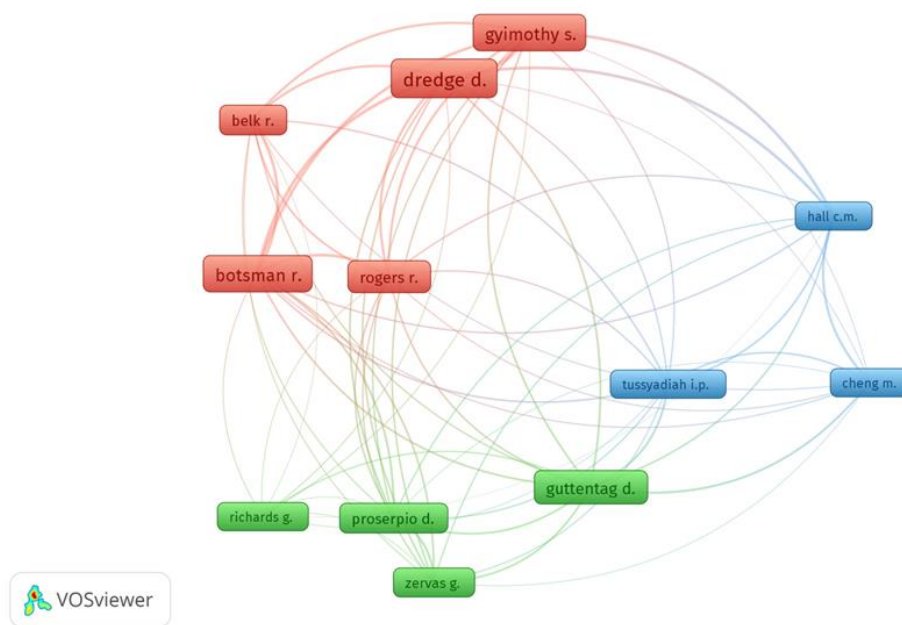 gyimothy s.
dredge d.
belk r.
hall c.m.
botsman r.
rogers r.
tussyadiah i.p.
cheng m.
guttentag d.
richards g.
proserpio d.
zervas g.
VOSviewer